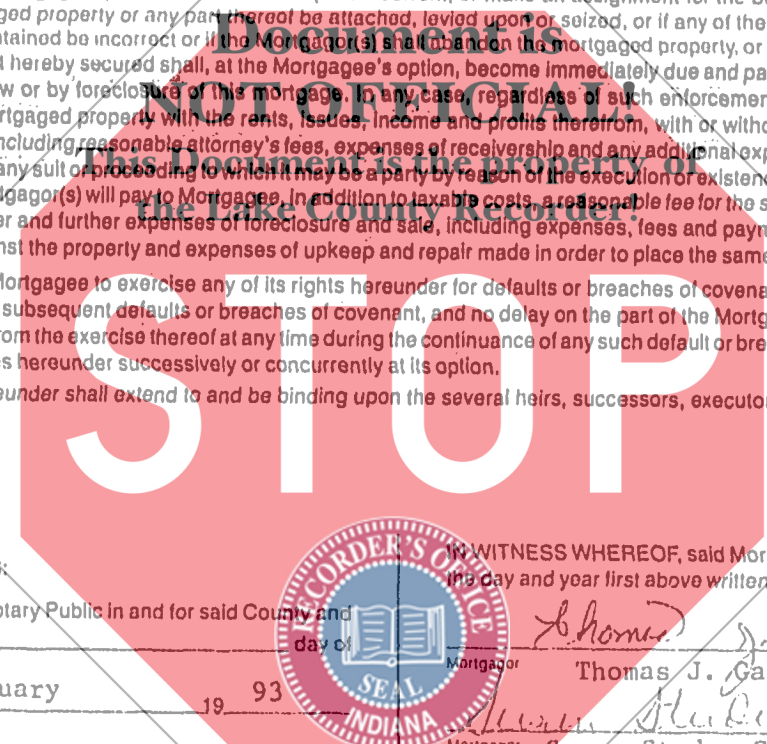 ged property or any part thereof be attached, levied upon or seized, or if any of the
ntained be incorrect or if the Mortgagor(s) shall abandon the mortgaged property, or
Document is
d hereby secured shall, at the Mortgagee's option, become immediately due and pa
w or by foreclosure of this mortgage. In any case, regardless of such enforcemen
NOT OFFICIAL!
rtgaged property with the rents, issues, income and profits therefrom, with or witho
ncluding reasonable attorney's fees, expenses of receivership and any additional exp
This Document is the property of
any suit or proceeding to which it may be a party by reason of the execution or existenc
tgagor(s) will pay to Mortgagee, in addition to taxable costs, a reasonable fee for the s
the Lake County Recorder!
er and further expenses of foreclosure and sale, including expenses, fees and paym
nst the property and expenses of upkeep and repair made in order to place the same
Mortgagee to exercise any of its rights hereunder for defaults or breaches of covena
subsequent defaults or breaches of covenant, and no delay on the part of the Mortg
rom the exercise thereof at any time during the continuance of any such default or bre
es hereunder successively or concurrently at its option.
eunder shall extend to and be binding upon the several heirs, successors, executo
STOP
IN WITNESS WHEREOF, said Mor
the day and year first above written
otary Public in and for said County and
day of
Thomas J.
Mortgagor Thomas J. Ga
uary 19 93
RECORDER'S OFFICE
SEAL
INDIANA